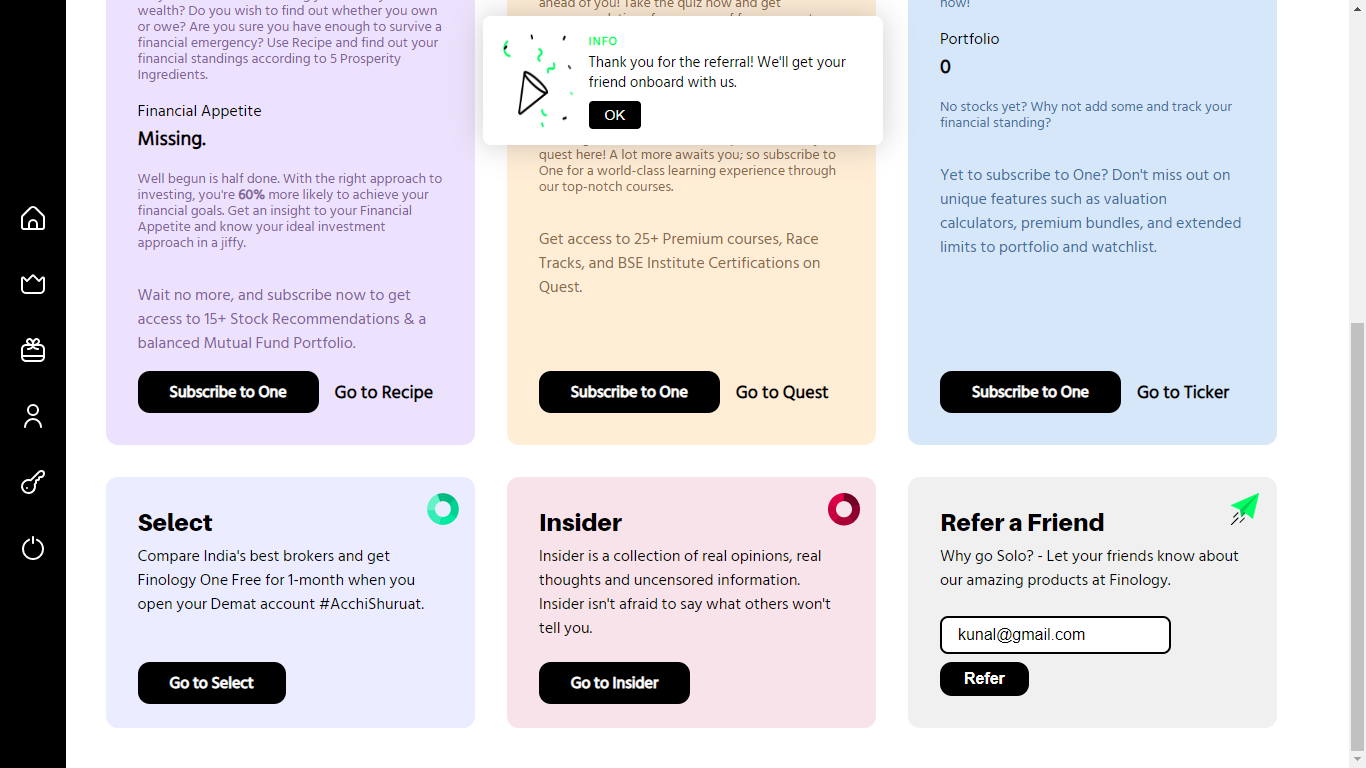 wealth? Do you wish to find out whether you own
or owe? Are you sure you have enough to survive a
financial emergency? Use Recipe and find out your
financial standings according to 5 Prosperity
Ingredients.
Financial Appetite
Missing.
Well begun is half done. With the right approach to
investing, you're 60% more likely to achieve your
financial goals. Get an insight to your Financial
Appetite and know your ideal investment
approach in a jiffy.
Wait no more, and subscribe now to get
access to 15+ Stock Recommendations & a
balanced Mutual Fund Portfolio.
Subscribe to One
Go to Recipe
ahead of you! Take the quiz now and get
INFO
Thank you for the referral! We'll get your
friend onboard with us.
OK
quest here! A lot more awaits you; so subscribe to
One for a world-class learning experience through
our top-notch courses.
Get access to 25+ Premium courses, Race
Tracks, and BSE Institute Certifications on
Quest.
Subscribe to One
Go to Quest
now!
Portfolio
0
No stocks yet? Why not add some and track your
financial standing?
Yet to subscribe to One? Don't miss out on
unique features such as valuation
calculators, premium bundles, and extended
limits to portfolio and watchlist.
Subscribe to One
Go to Ticker
Select
Compare India's best brokers and get
Finology One Free for 1-month when you
open your Demat account #AcchiShuruat.
Go to Select
Insider
Insider is a collection of real opinions, real
thoughts and uncensored information.
Insider isn't afraid to say what others won't
tell you.
Go to Insider
Refer a Friend
Why go Solo? - Let your friends know about
our amazing products at Finology.
kunal@gmail.com
Refer